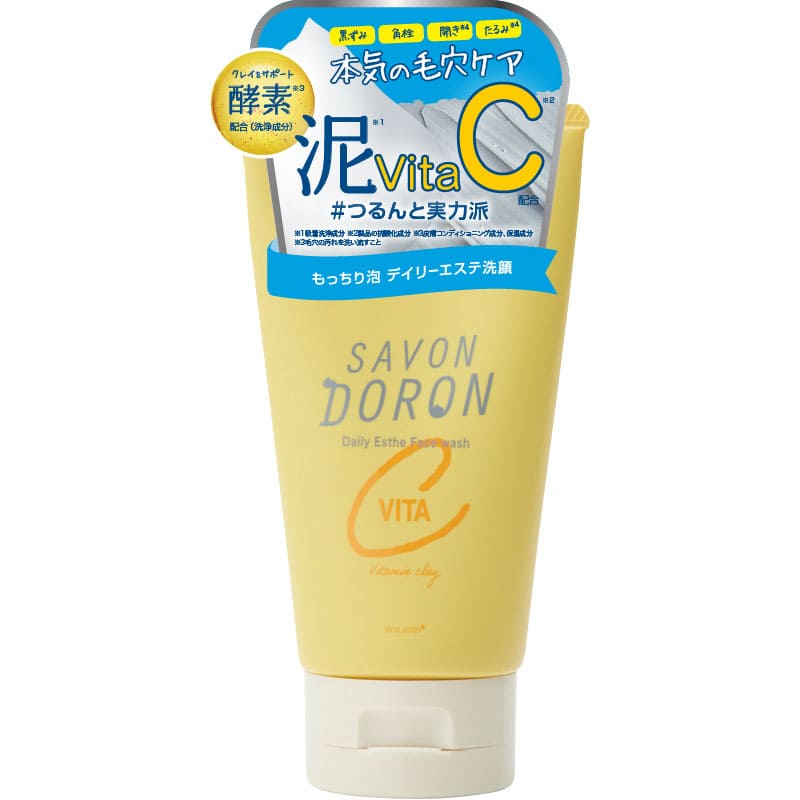 黒ずみ 角栓 開き※4 たるみ※4
本気の毛穴ケア
クレイをサポート
酵素※3
配合(洗浄成分)
泥※1VitaC※2
配合
#つるんと実力派
※1吸着洗浄成分 ※2製品の抗酸化成分 ※3皮膚コンディショニング成分、保湿成分
※3毛穴の汚れを洗い流すこと
もっちり泡 デイリーエステ洗顔
SAVON
DORON
Daily Esthe Face wash
C
VITA
Vitamin clay